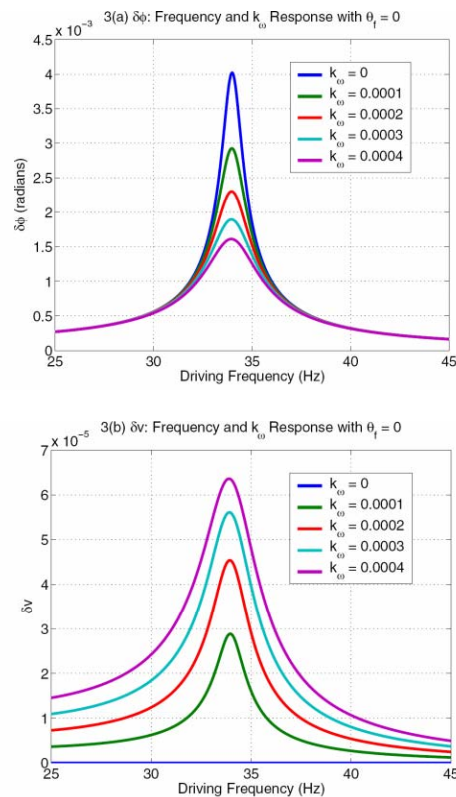 3(a) δϕ: Frequency and kω Response with θf = 0
x 10⁻³
4.5
4
3.5
3
2.5
2
1.5
1
0.5
0
δϕ (radians)
kω = 0
kω = 0.0001
kω = 0.0002
kω = 0.0003
kω = 0.0004
25 30 35 40 45
Driving Frequency (Hz)
3(b) δv: Frequency and kω Response with θf = 0
x 10⁻⁵
7
6
5
4
3
2
1
0
δv
kω = 0
kω = 0.0001
kω = 0.0002
kω = 0.0003
kω = 0.0004
25 30 35 40 45
Driving Frequency (Hz)